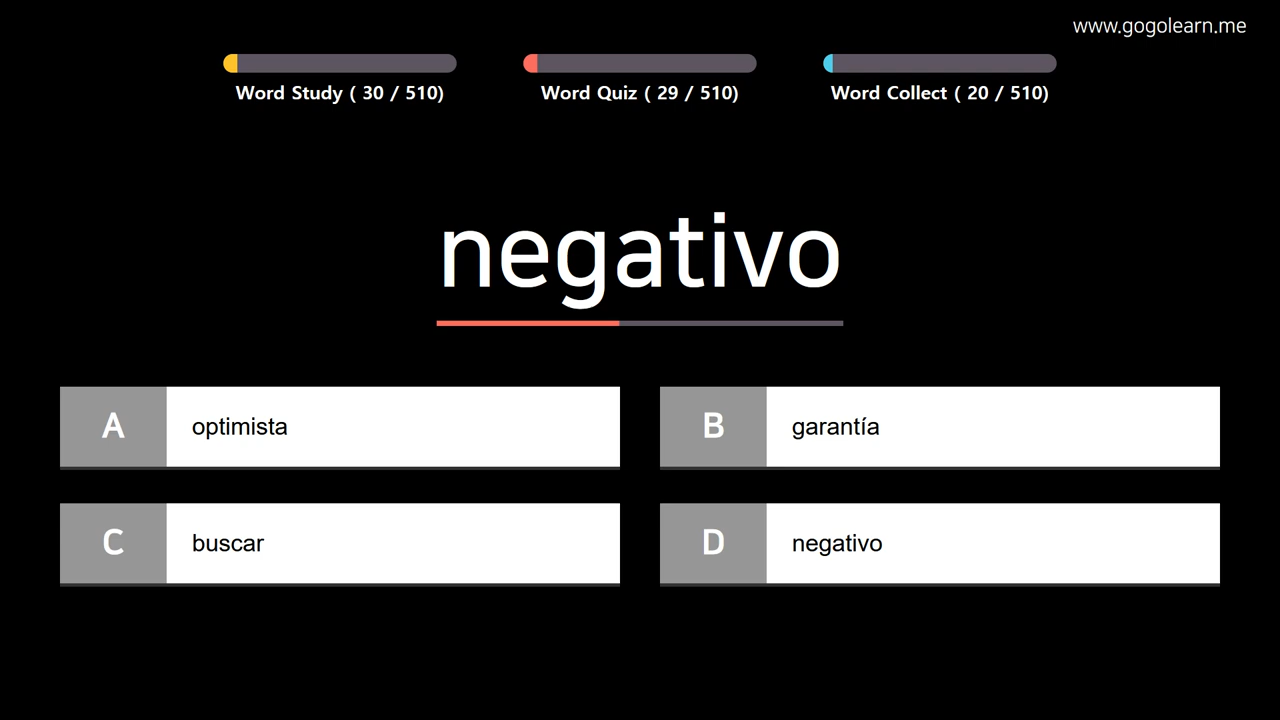 www.gogolearn.me
Word Study ( 30 / 510)
Word Quiz ( 29 / 510)
Word Collect ( 20 / 510)
negativo
A optimista
B garantía
C buscar
D negativo